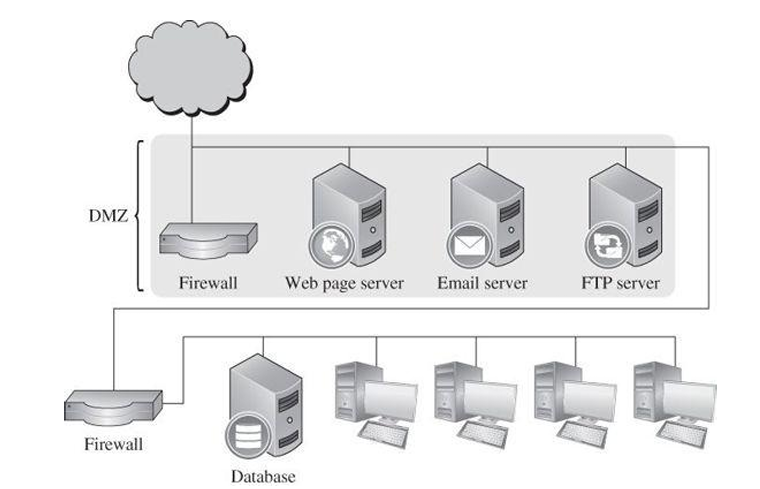 DMZ
Firewall
Web page server
Email server
FTP server
Firewall
Database